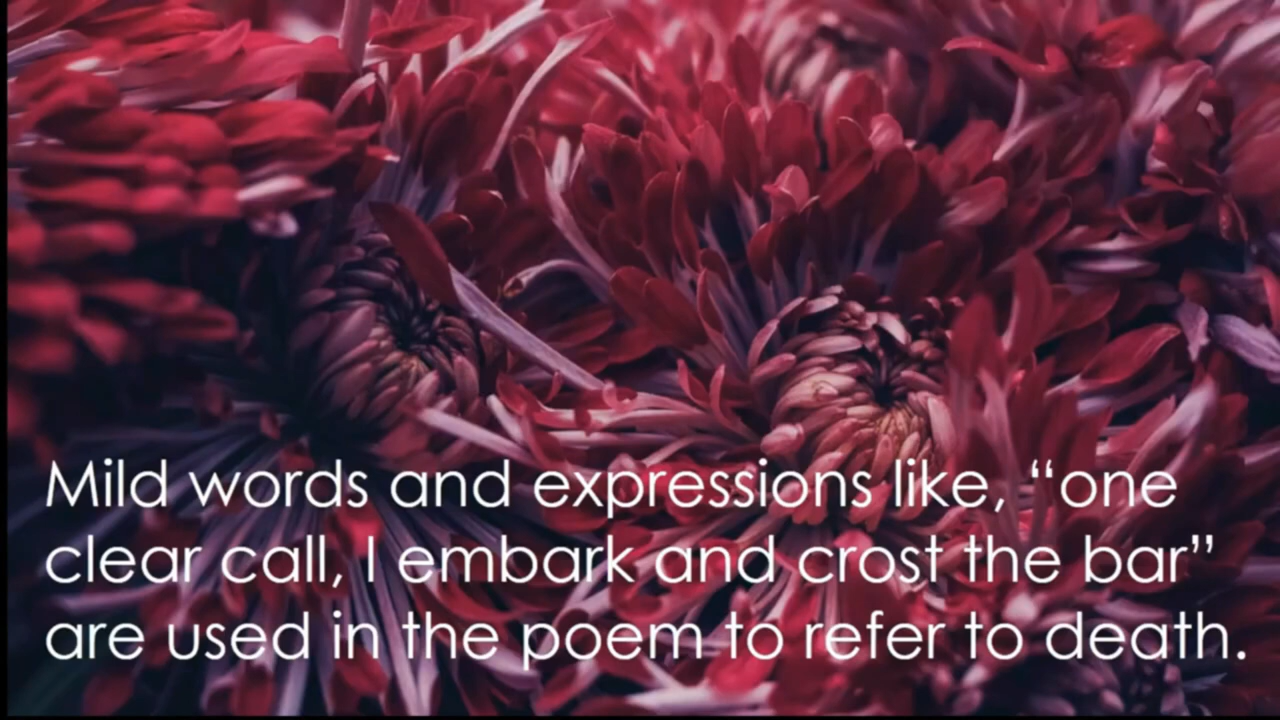 Mild words and expressions like, “one
clear call, I embark and crost the bar”
are used in the poem to refer to death.